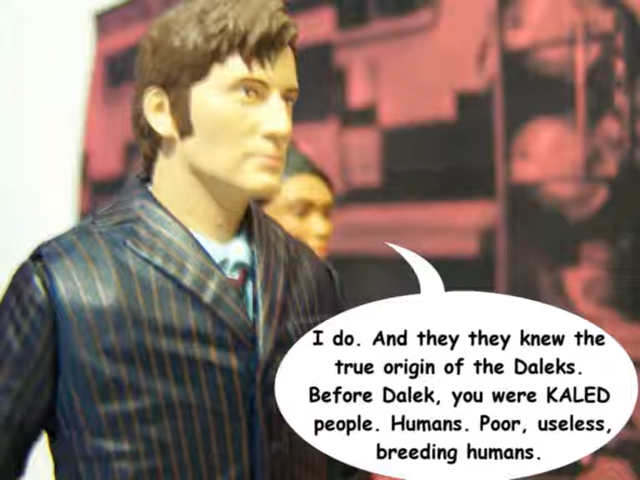 I do. And they they knew the
true origin of the Daleks.
Before Dalek, you were KALED
people. Humans. Poor, useless,
breeding humans.